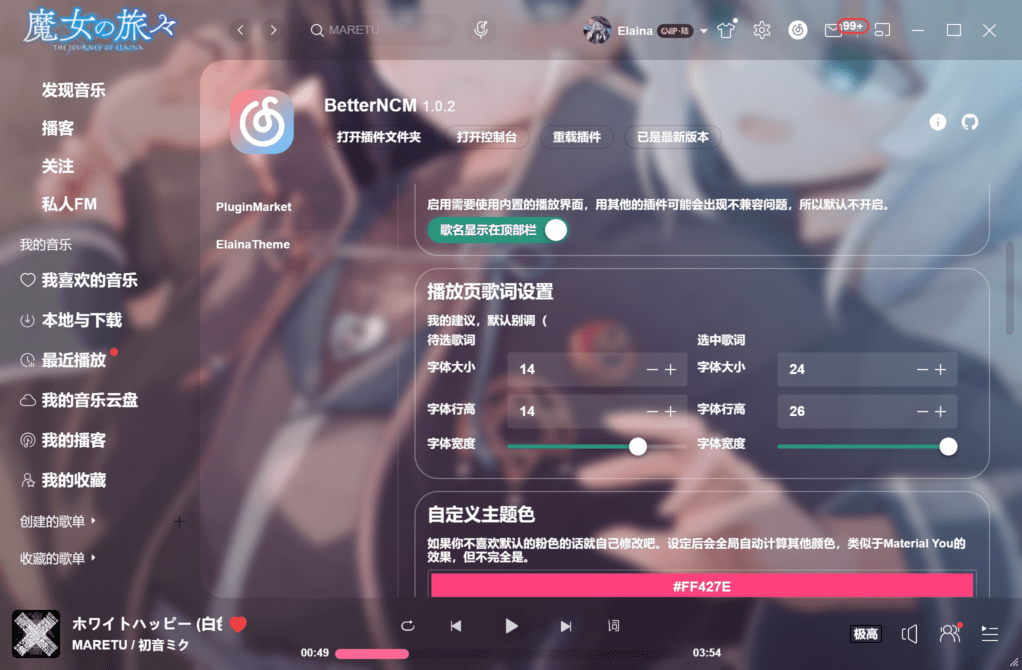 魔女の旅々
THE JOURNEY OF ELAINA
MARETU
Elaina
99+
发现音乐
播客
关注
私人FM
我的音乐
我喜欢的音乐
本地与下载
最近播放
我的音乐云盘
我的播客
我的收藏
创建的歌单
收藏的歌单
BetterNCM 1.0.2
打开插件文件夹
打开控制台
重载插件
已是最新版本
PluginMarket
ElainaTheme
启用需要使用内置的播放界面，用其他的插件可能会出现不兼容问题，所以默认不开启。
歌名显示在顶部栏
播放页歌词设置
我的建议，默认别调（
待选歌词
选中歌词
字体大小
14
字体大小
24
字体行高
14
字体行高
26
字体宽度
字体宽度
自定义主题色
如果你不喜欢默认的粉色的话就自己修改吧。设定后会全局自动计算其他颜色，类似于Material You的
效果，但不完全是。
#FF427E
ホワイトハッピー (白
MARETU / 初音ミク
词
00:49
03:54
极高